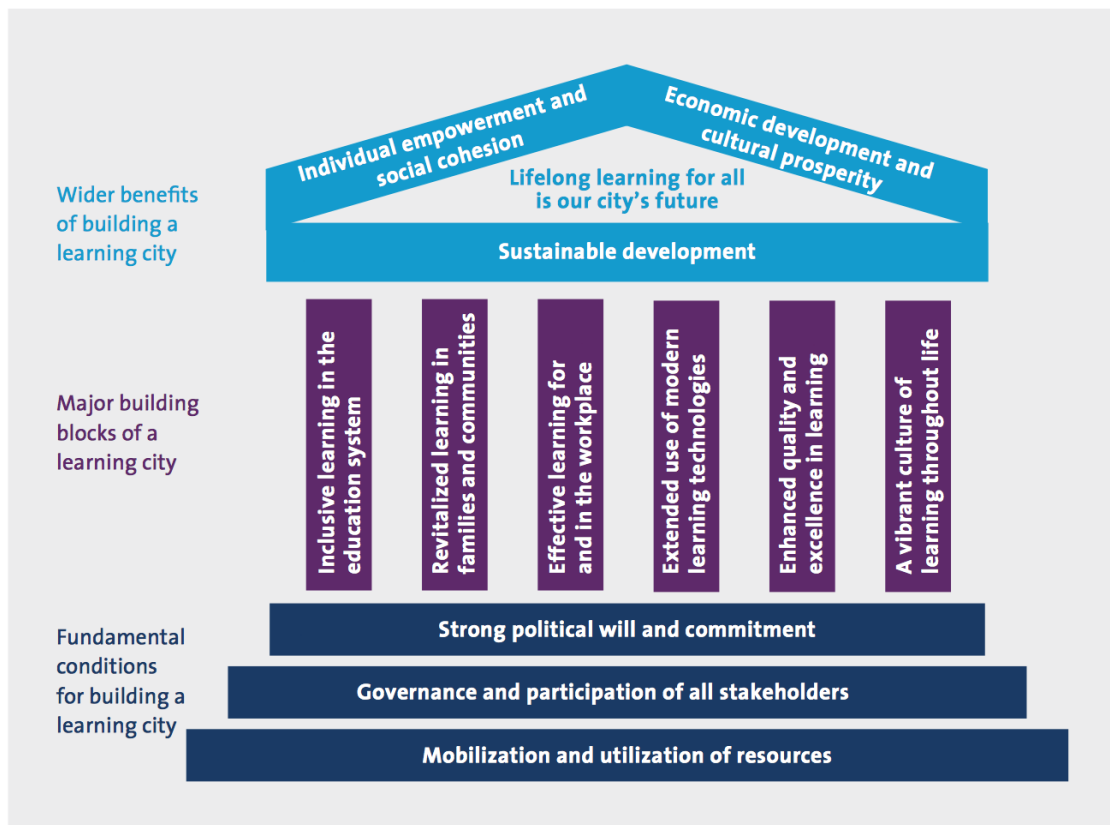 Individual empowerment and
social cohesion
Economic development and
cultural prosperity
Lifelong learning for all
is our city's future
Wider benefits
of building a
learning city
Sustainable development
Major building
blocks of a
learning city
Inclusive learning in the
education system
Revitalized learning in
families and communities
Effective learning for
and in the workplace
Extended use of modern
learning technologies
Enhanced quality and
excellence in learning
A vibrant culture of
learning throughout life
Fundamental
conditions
for building a
learning city
Strong political will and commitment
Governance and participation of all stakeholders
Mobilization and utilization of resources